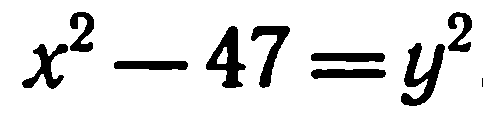 x² — 47 = y²